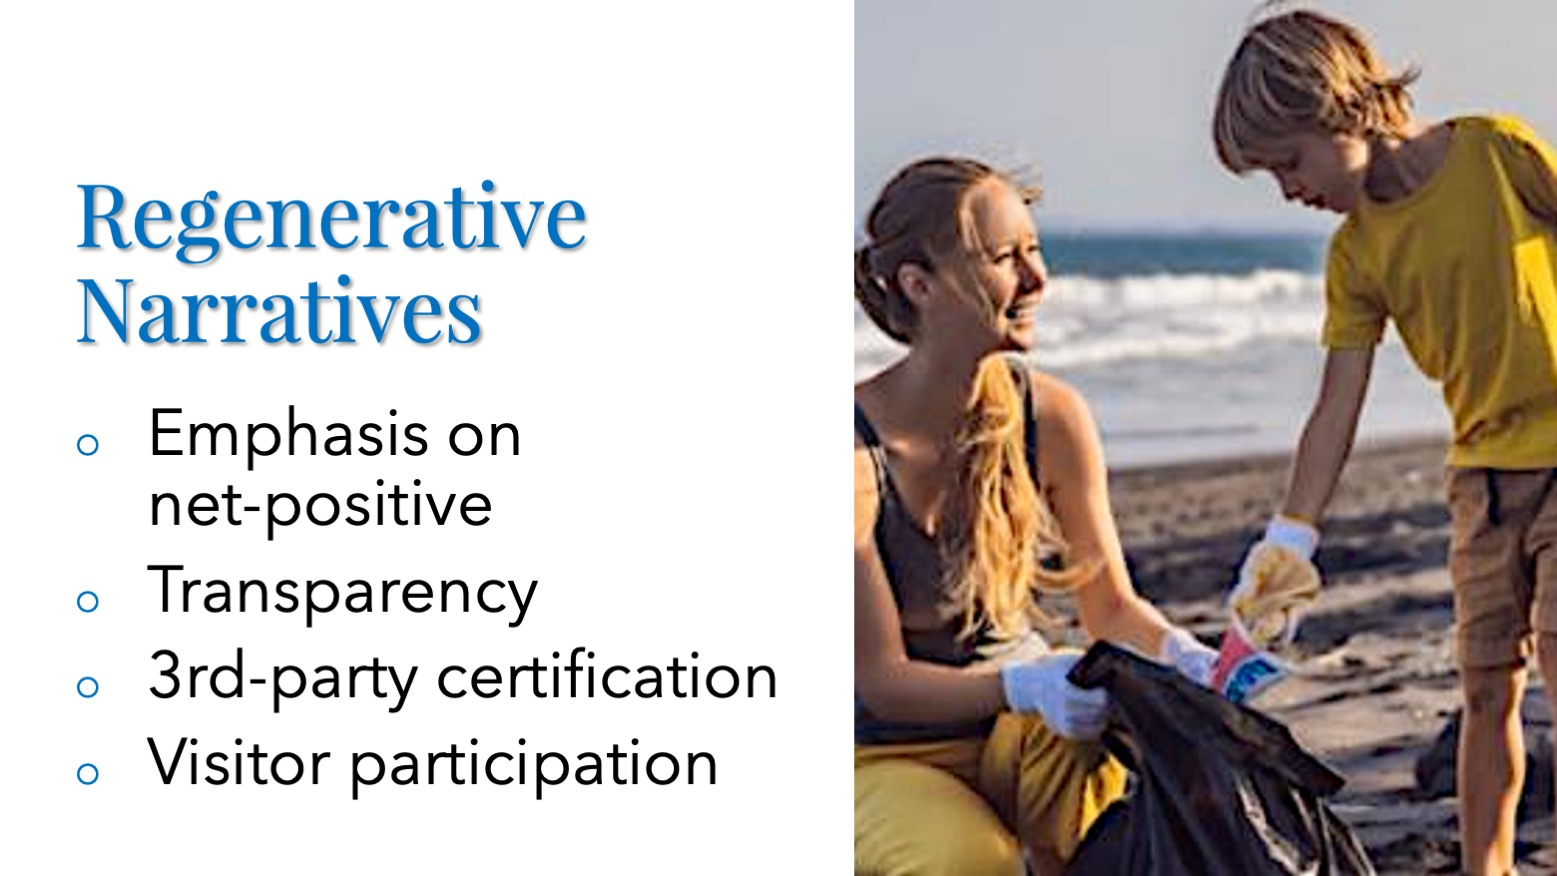 Regenerative
Narratives
Emphasis on
net-positive
Transparency
3rd-party certification
Visitor participation